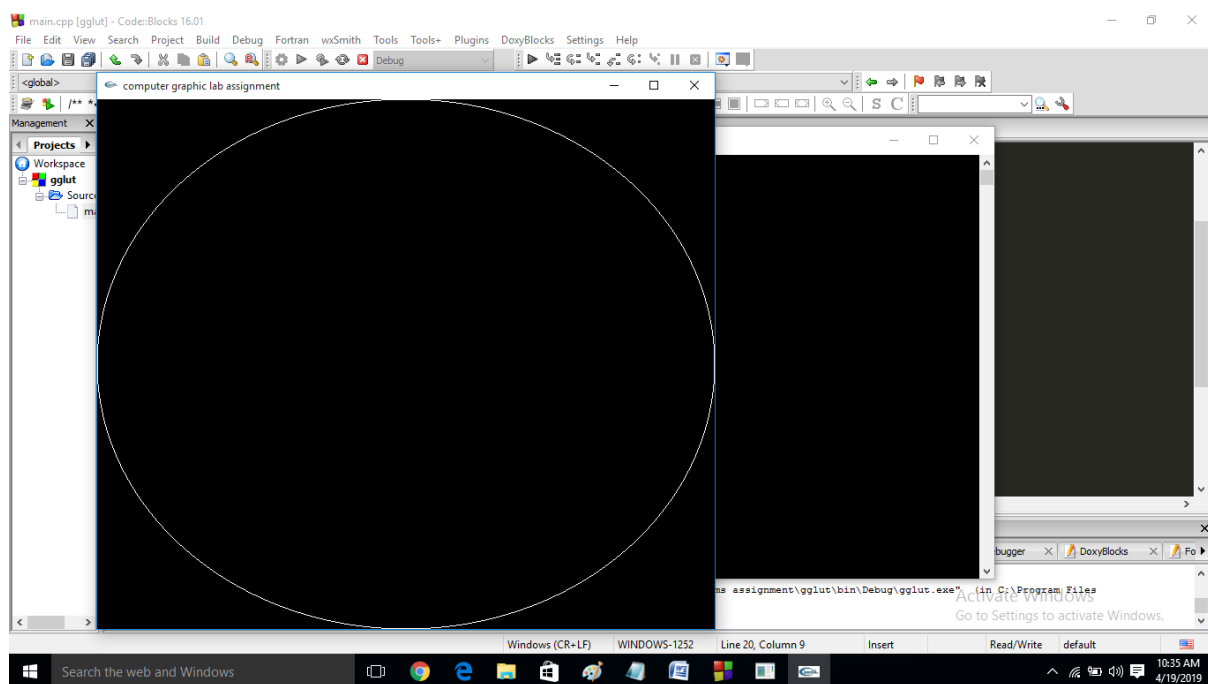 main.cpp [gglut] - Code::Blocks 16.01
File Edit View Search Project Build Debug Fortran wxSmith Tools Tools+ Plugins DoxyBlocks Settings Help
Debug
<global>
computer graphic lab assignment
/** *
S C
Management
Projects
Workspace
gglut
Sourc
ma
bugger
DoxyBlocks
Fo
ms assignment\gglut\bin\Debug\gglut.exe" (in C:\Program Files
Activate Windows
Go to Settings to activate Windows.
Windows (CR+LF) WINDOWS-1252 Line 20, Column 9 Insert Read/Write default
Search the web and Windows
10:35 AM
4/19/2019